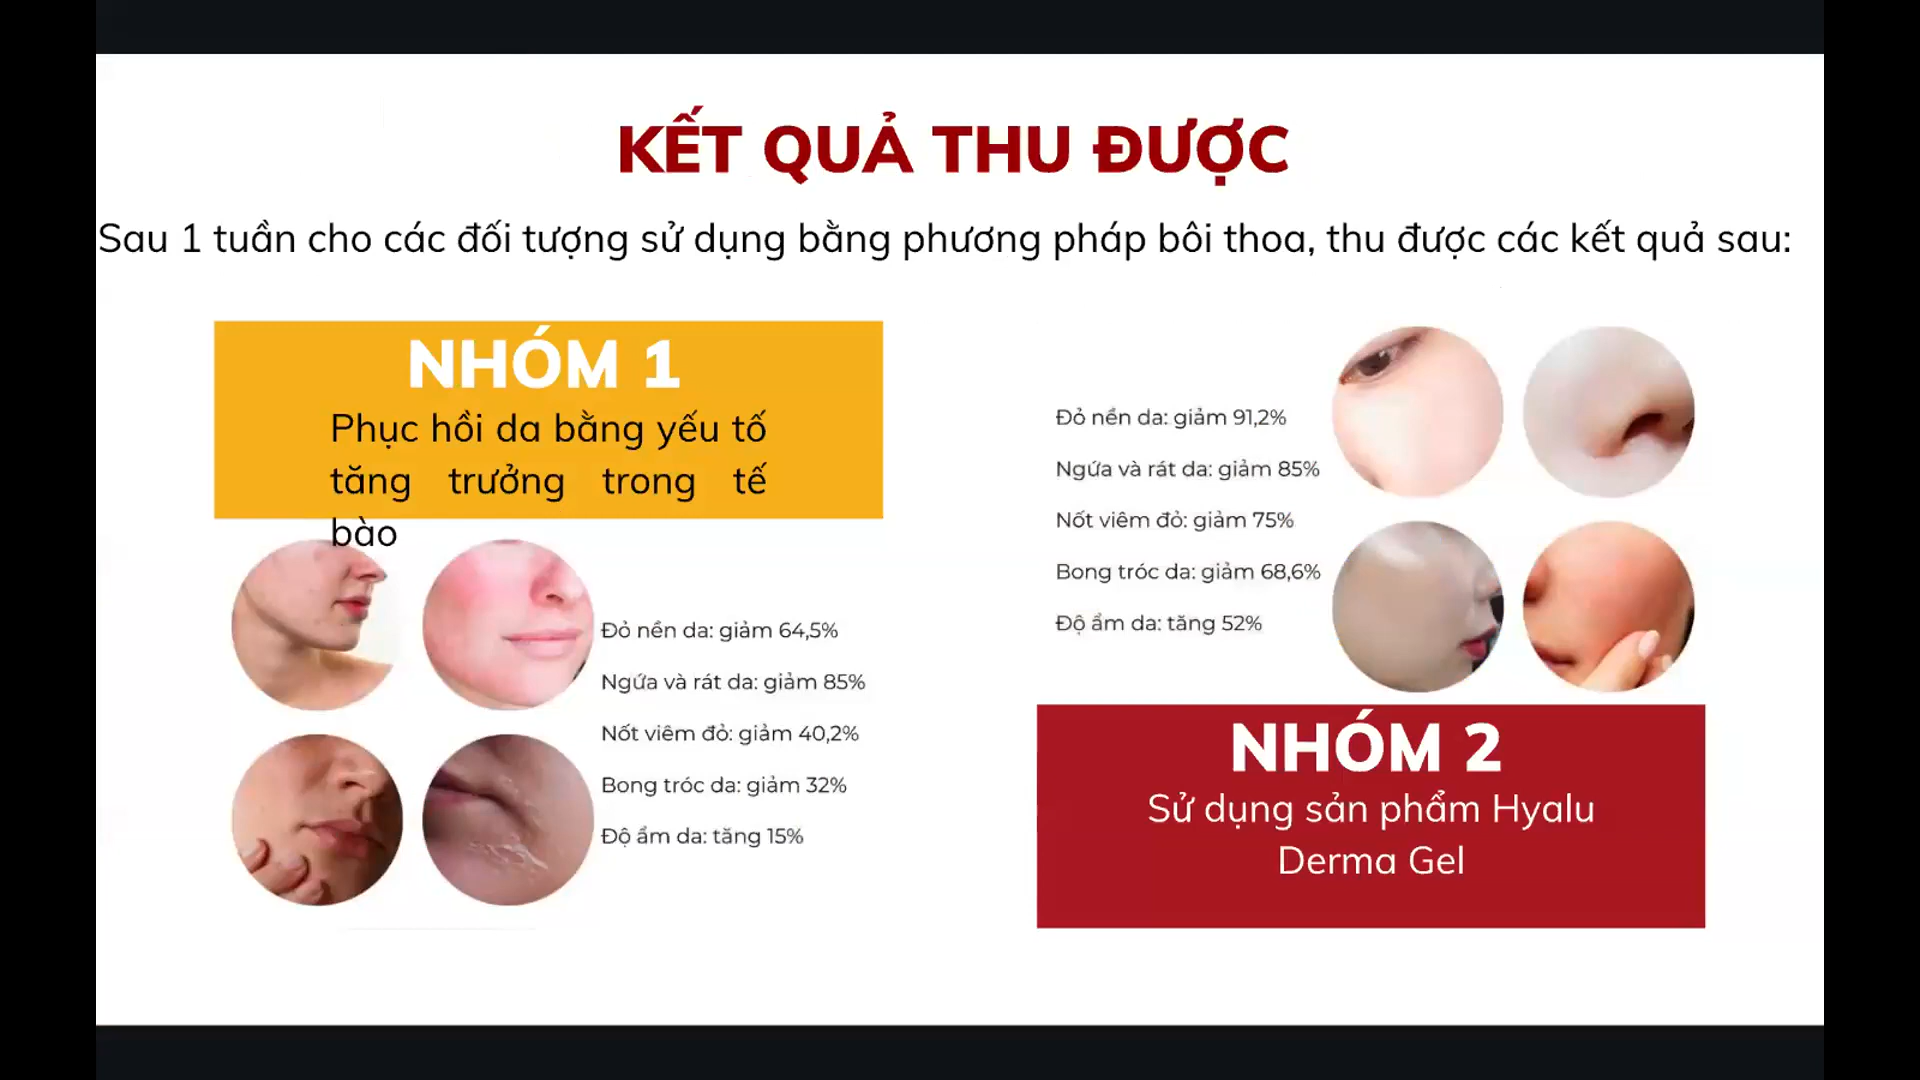 KẾT QUẢ THU ĐƯỢC
Sau 1 tuần cho các đối tượng sử dụng bằng phương pháp bôi thoa, thu được các kết quả sau:
NHÓM 1
Phục hồi da bằng yếu tố
tăng trưởng trong tế
bào
Đỏ nền da: giảm 64,5%
Ngứa và rát da: giảm 85%
Nốt viêm đỏ: giảm 40,2%
Bong tróc da: giảm 32%
Độ ẩm da: tăng 15%
Đỏ nền da: giảm 91,2%
Ngứa và rát da: giảm 85%
Nốt viêm đỏ: giảm 75%
Bong tróc da: giảm 68,6%
Độ ẩm da: tăng 52%
NHÓM 2
Sử dụng sản phẩm Hyalu
Derma Gel